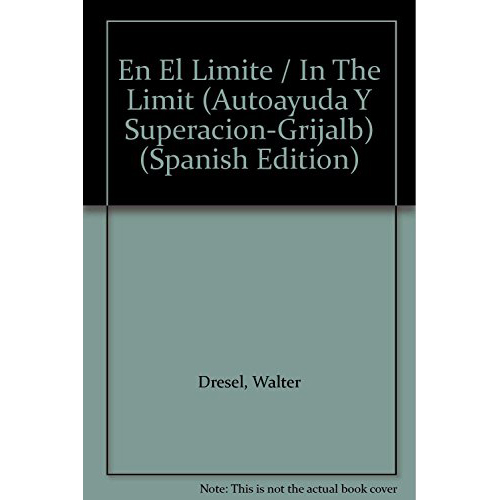 En El Limite / In The
Limit (Autoayuda Y
Superacion-Grijalb)
(Spanish Edition)
Dresel, Walter
Note: This is not the actual book cover